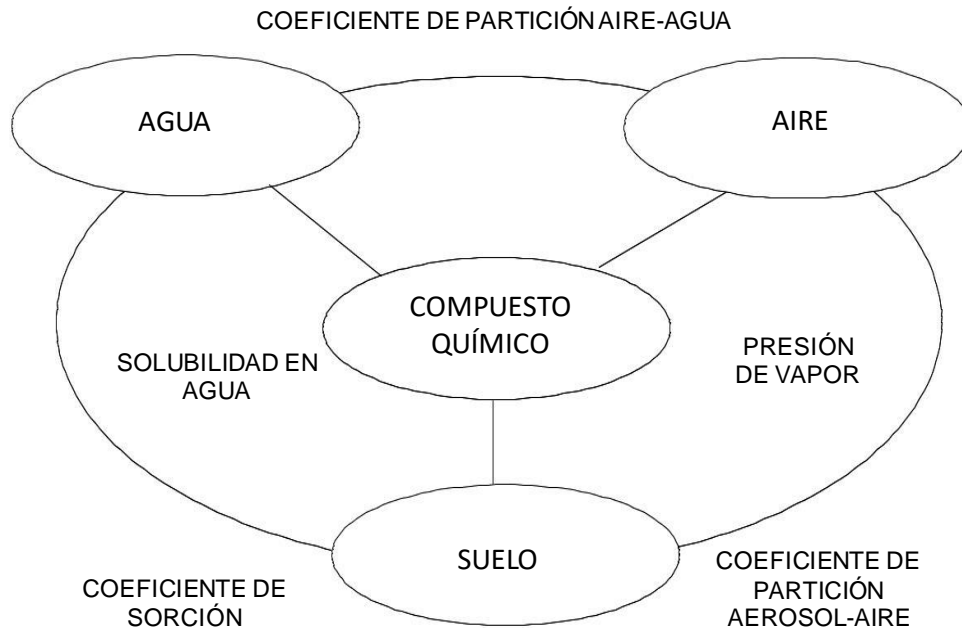 COEFICIENTE DE PARTICIÓN AIRE-AGUA
AGUA
AIRE
COMPUESTO
QUÍMICO
SOLUBILIDAD EN
AGUA
PRESIÓN
DE VAPOR
SUELO
COEFICIENTE DE
SORCIÓN
COEFICIENTE DE
PARTICIÓN
AEROSOL-AIRE